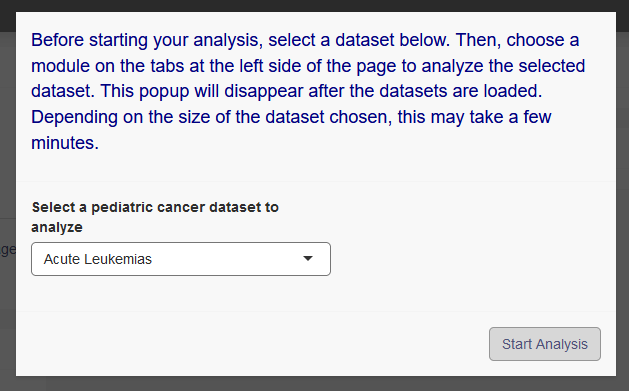 Before starting your analysis, select a dataset below. Then, choose a
module on the tabs at the left side of the page to analyze the selected
dataset. This popup will disappear after the datasets are loaded.
Depending on the size of the dataset chosen, this may take a few
minutes.
Select a pediatric cancer dataset to
analyze
Acute Leukemias
Start Analysis